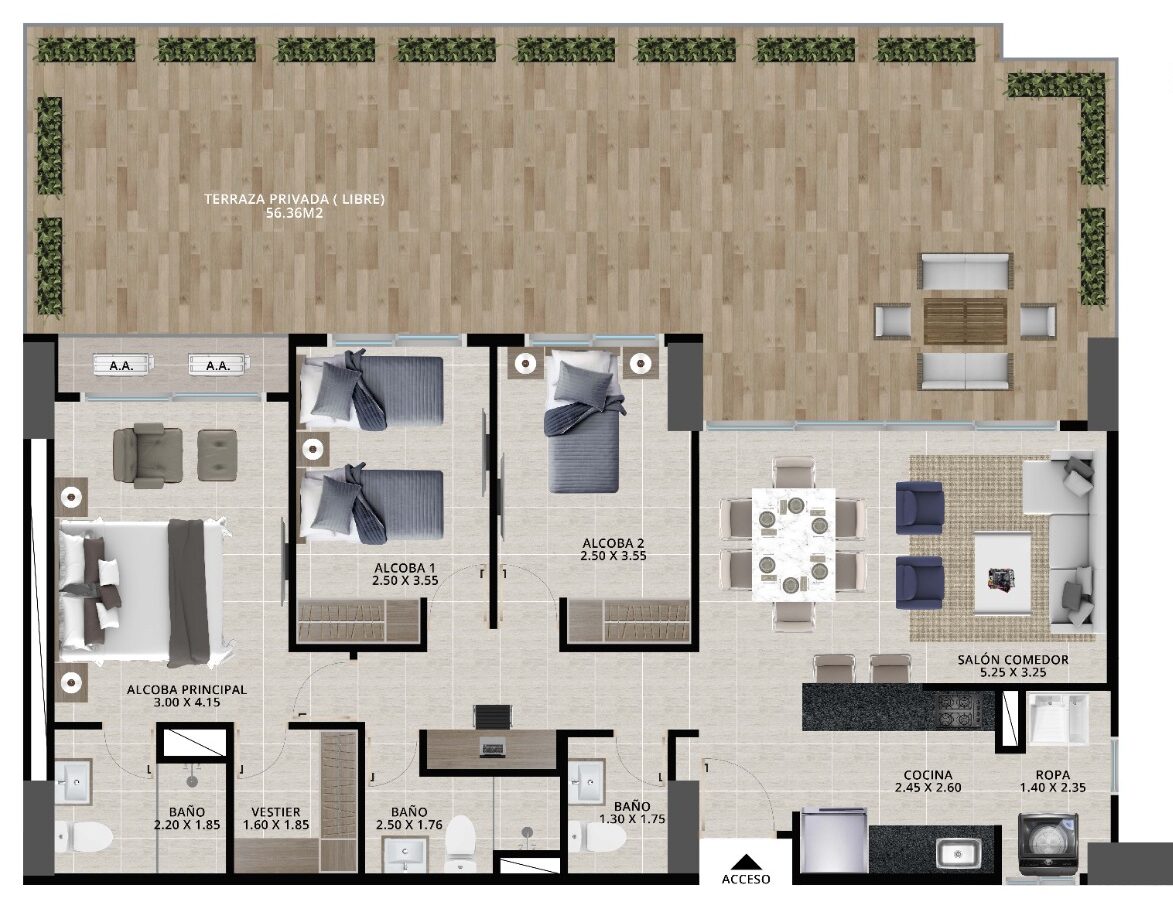 TERRAZA PRIVADA ( LIBRE)
56.36M2
A.A.
A.A.
ALCOBA 1
2.50 X 3.55
ALCOBA 2
2.50 X 3.55
ALCOBA PRINCIPAL
3.00 X 4.15
SALÓN COMEDOR
5.25 X 3.25
BAÑO
2.20 X 1.85
VESTIER
1.60 X 1.85
BAÑO
2.50 X 1.76
BAÑO
1.30 X 1.75
COCINA
2.45 X 2.60
ROPA
1.40 X 2.35
ACCESO